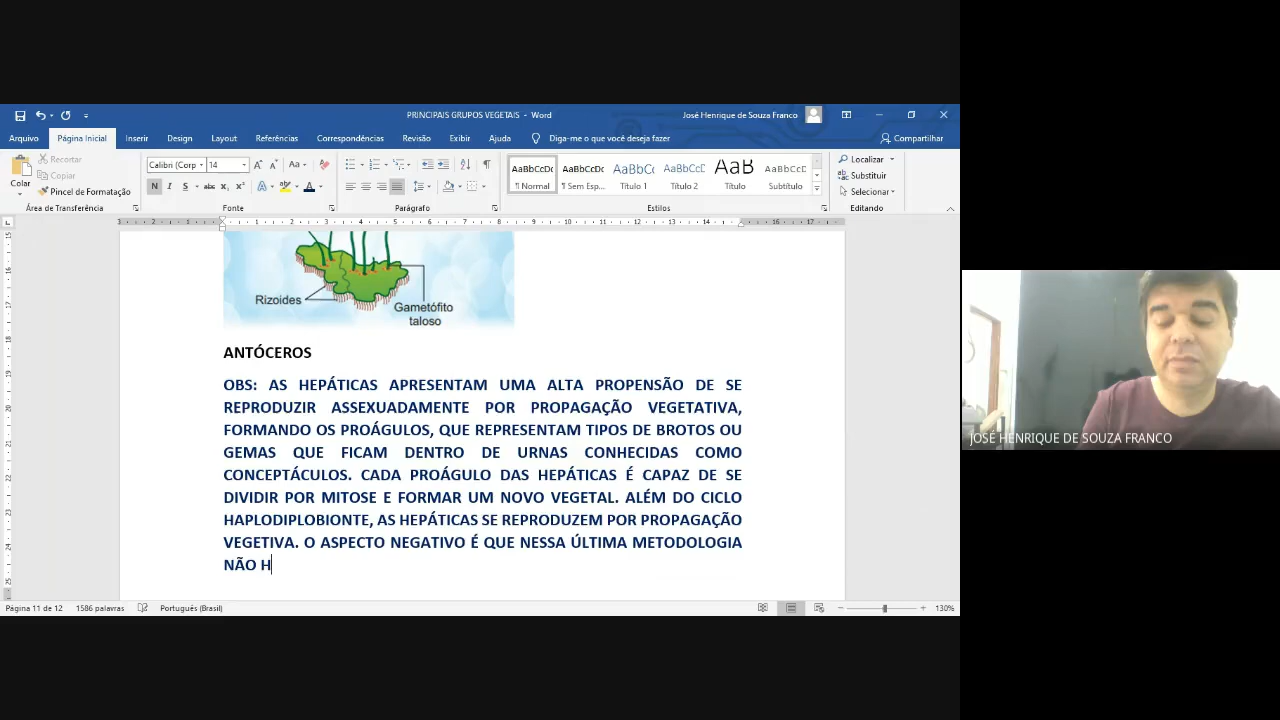 PRINCIPAIS GRUPOS VEGETAIS - Word
José Henrique de Souza Franco
Arquivo Página Inicial Inserir Design Layout Referências Correspondências Revisão Exibir Ajuda Diga-me o que você deseja fazer Compartilhar
Colar
Recortar
Copiar
Pincel de Formatação
Área de Transferência
Calibri (Corp 14
Fonte
Parágrafo
AaBbCcDc AaBbCcDc AaBbCc AaBbCcD AaB AaBbCcD
¶ Normal ¶ Sem Esp... Título 1 Título 2 Título Subtítulo
Estilos
Localizar
Substituir
Selecionar
Editando
Rizoides
Gametófito
taloso
ANTÓCEROS
OBS: AS HEPÁTICAS APRESENTAM UMA ALTA PROPENSÃO DE SE
REPRODUZIR ASSEXUADAMENTE POR PROPAGAÇÃO VEGETATIVA,
FORMANDO OS PROÁGULOS, QUE REPRESENTAM TIPOS DE BROTOS OU
GEMAS QUE FICAM DENTRO DE URNAS CONHECIDAS COMO
CONCEPTÁCULOS. CADA PROÁGULO DAS HEPÁTICAS É CAPAZ DE SE
DIVIDIR POR MITOSE E FORMAR UM NOVO VEGETAL. ALÉM DO CICLO
HAPLODIPLOBIONTE, AS HEPÁTICAS SE REPRODUZEM POR PROPAGAÇÃO
VEGETIVA. O ASPECTO NEGATIVO É QUE NESSA ÚLTIMA METODOLOGIA
NÃO H
Página 11 de 12 1586 palavras Português (Brasil) 130%
JOSÉ HENRIQUE DE SOUZA FRANCO